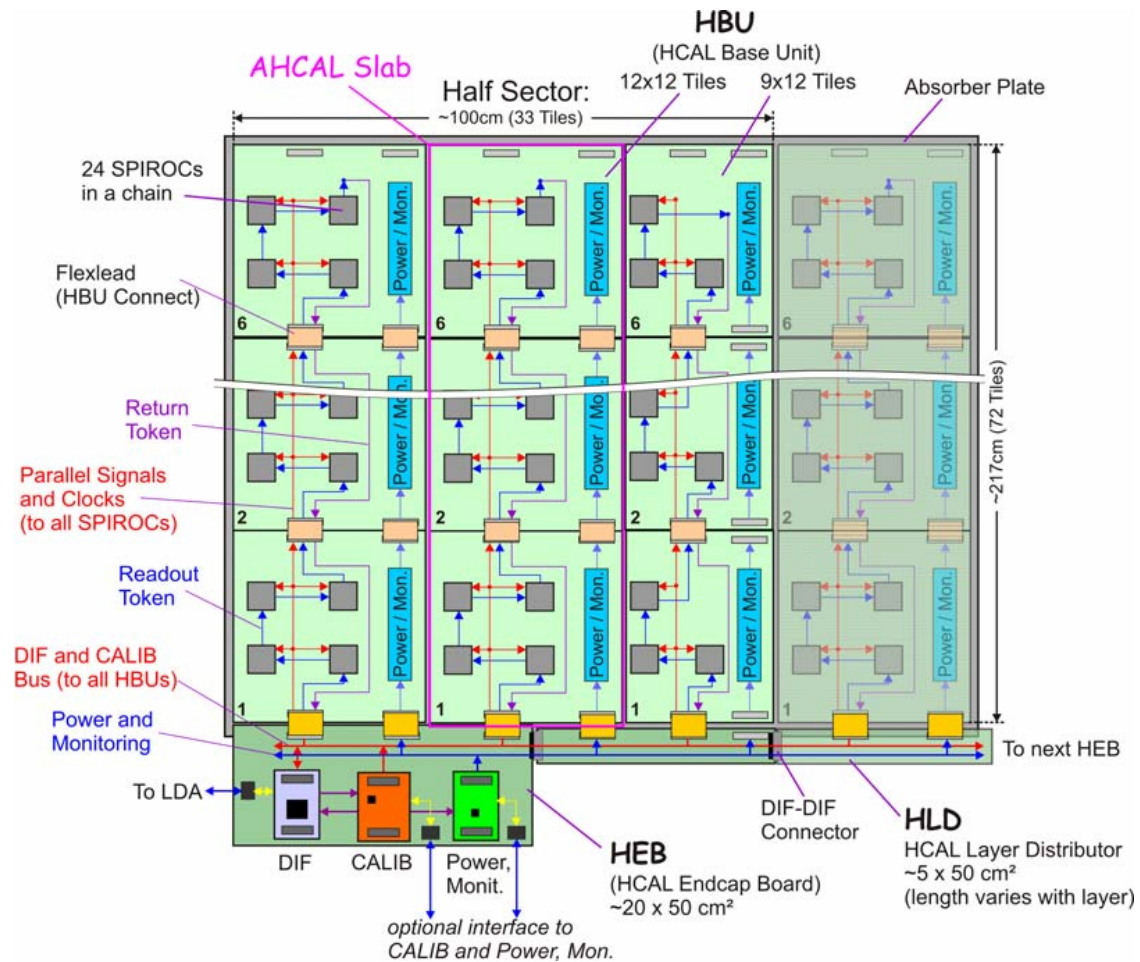 HBU
(HCAL Base Unit)
AHCAL Slab
12x12 Tiles
9x12 Tiles
Half Sector:
~100cm (33 Tiles)
Absorber Plate
24 SPIROCs
in a chain
Flexlead
(HBU Connect)
Power / Mon.
Power / Mon.
Power / Mon.
Power / Mon.
6
6
6
6
~217cm (72 Tiles)
Return
Token
Parallel Signals
and Clocks
(to all SPIROCs)
Power / Mon.
Power / Mon.
Power / Mon.
Power / Mon.
2
2
2
2
Readout
Token
DIF and CALIB
Bus (to all HBUs)
Power / Mon.
Power / Mon.
Power / Mon.
Power / Mon.
1
1
1
1
Power and
Monitoring
To next HEB
To LDA
DIF
CALIB
Power,
Monit.
HEB
(HCAL Endcap Board)
~20 x 50 cm²
DIF-DIF
Connector
HLD
HCAL Layer Distributor
~5 x 50 cm²
(length varies with layer)
optional interface to
CALIB and Power, Mon.